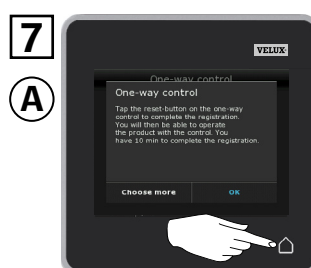 7
VELUX
A
One-way control
One-way control
Tap the reset-button on the one-way
control to complete the registration.
You will then be able to operate
the product with the control. You
have 10 min to complete the registration.
Choose more OK